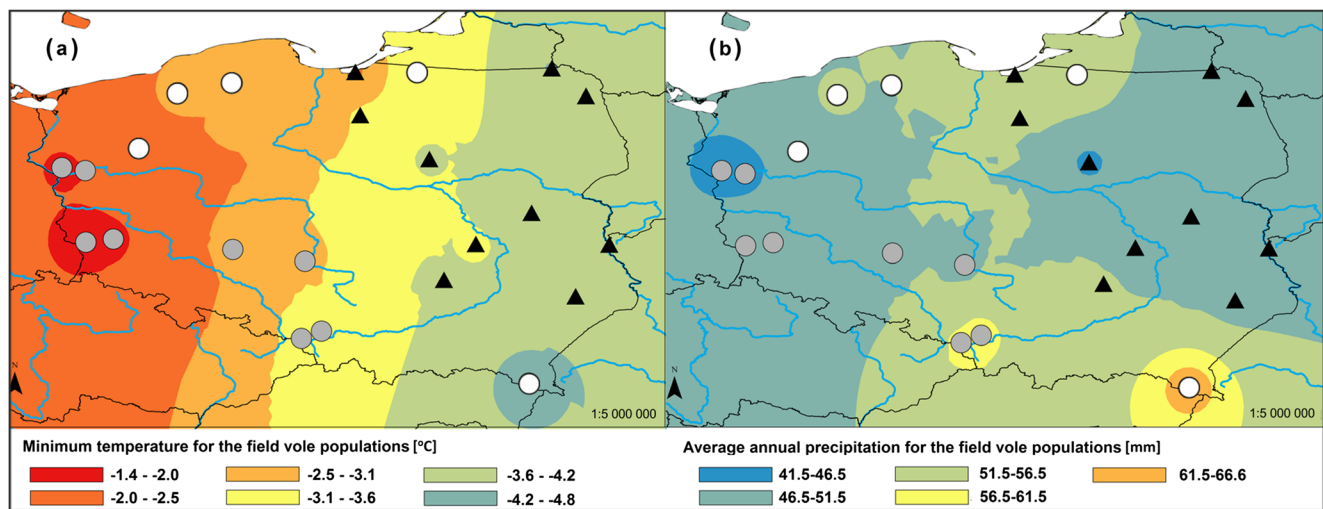 (a)
(b)
N
N
1:5 000 000
1:5 000 000
Minimum temperature for the field vole populations [°C]
-1.4 - -2.0
-2.5 - -3.1
-3.6 - -4.2
-2.0 - -2.5
-3.1 - -3.6
-4.2 - -4.8
Average annual precipitation for the field vole populations [mm]
41.5-46.5
51.5-56.5
61.5-66.6
46.5-51.5
56.5-61.5